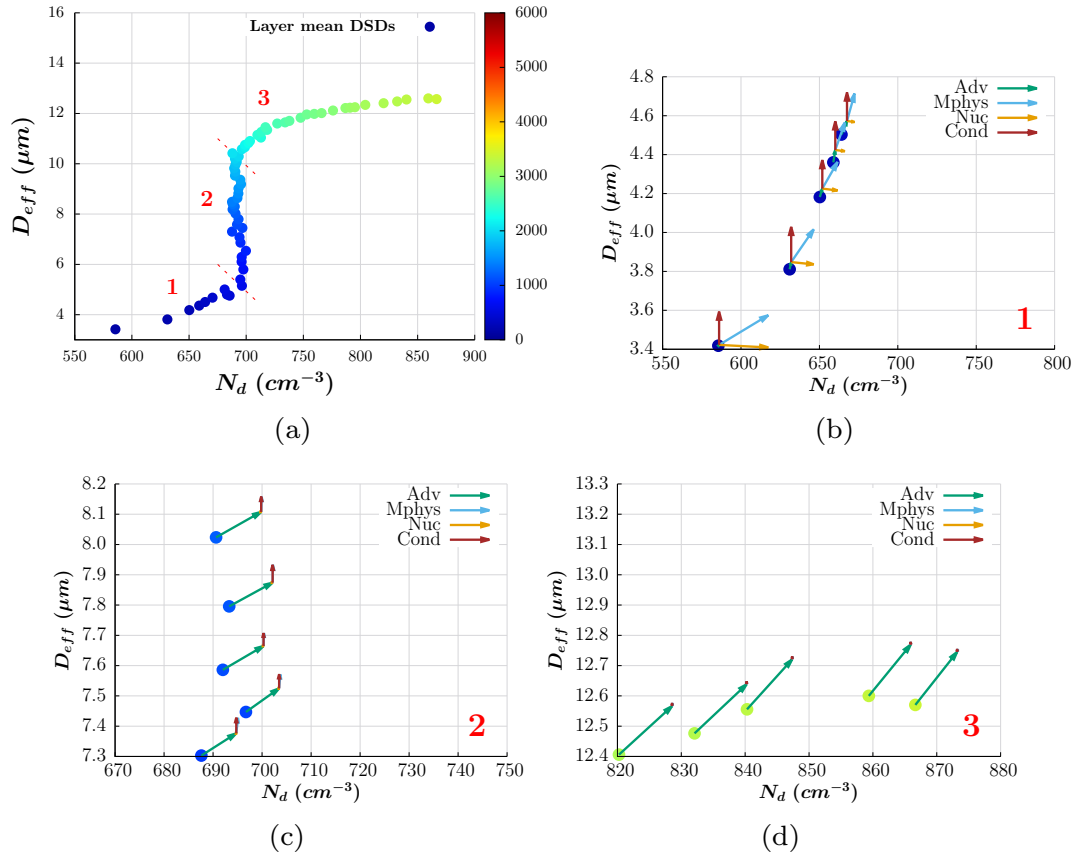 16
14
12
10
8
6
4
550 600 650 700 750 800 850 900
D_eff (μm)
N_d (cm⁻³)
Layer mean DSDs
1
2
3
6000
5000
4000
3000
2000
1000
0
(a)
4.8
4.6
4.4
4.2
4.0
3.8
3.6
3.4
550 600 650 700 750 800
D_eff (μm)
N_d (cm⁻³)
Adv
Mphys
Nuc
Cond
1
(b)
8.2
8.1
8.0
7.9
7.8
7.7
7.6
7.5
7.4
7.3
670 680 690 700 710 720 730 740 750
D_eff (μm)
N_d (cm⁻³)
Adv
Mphys
Nuc
Cond
2
(c)
13.3
13.2
13.1
13.0
12.9
12.8
12.7
12.6
12.5
12.4
820 830 840 850 860 870 880
D_eff (μm)
N_d (cm⁻³)
Adv
Mphys
Nuc
Cond
3
(d)